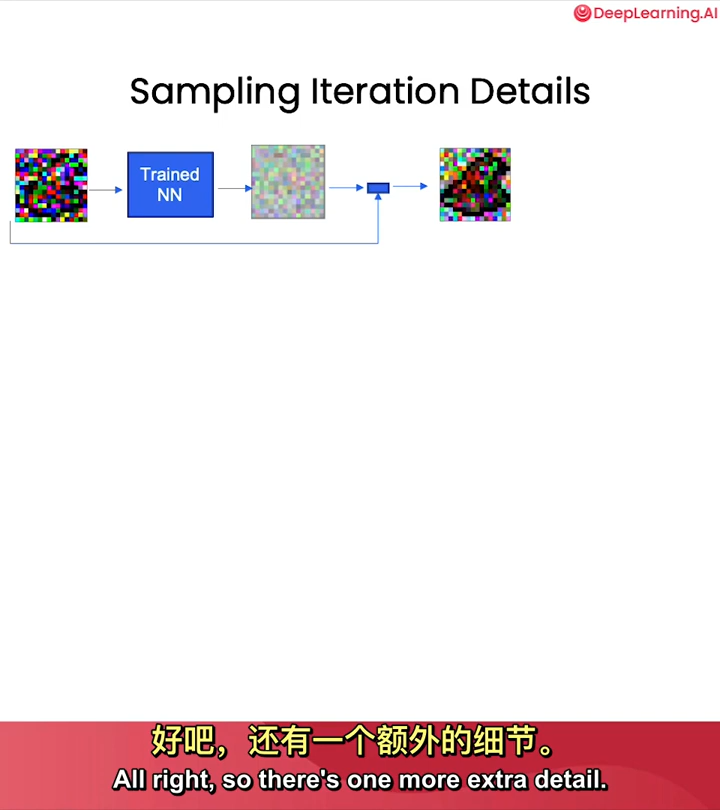 DeepLearning.AI
Sampling Iteration Details
Trained
NN
好吧，还有一个额外的细节。
All right, so there's one more extra detail.